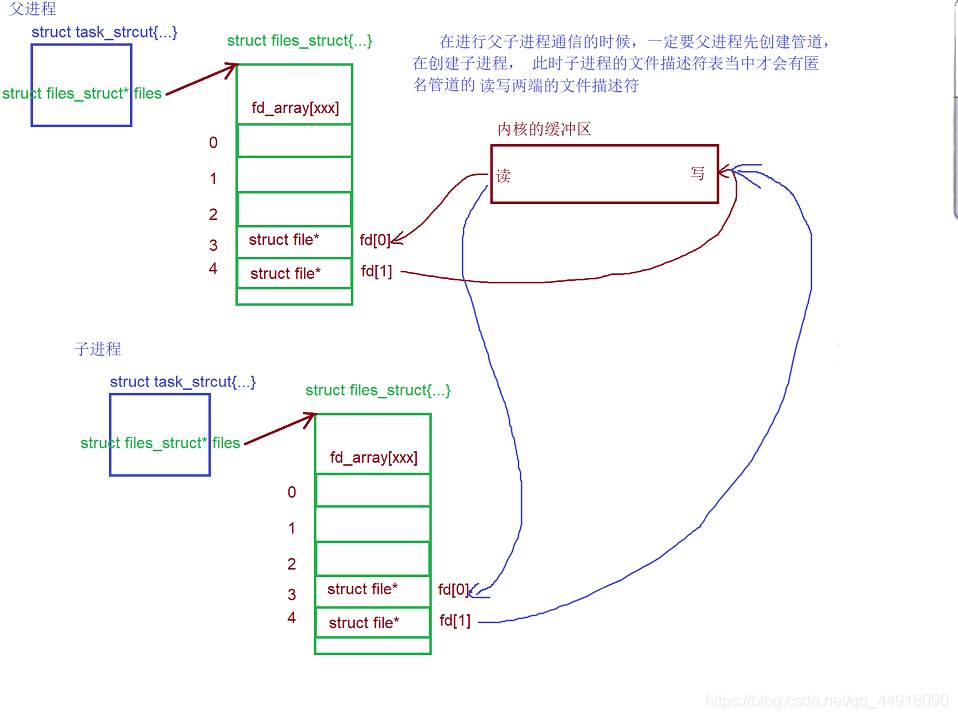 父进程
struct task_strcut{...}
struct files_struct* files
struct files_struct{...}
fd_array[xxx]
0
1
2
3 struct file* fd[0]
4 struct file* fd[1]
在进行父子进程通信的时候，一定要父进程先创建管道，
在创建子进程， 此时子进程的文件描述符表当中才会有匿
名管道的 读写两端的文件描述符
内核的缓冲区
读 写
子进程
struct task_strcut{...}
struct files_struct* files
struct files_struct{...}
fd_array[xxx]
0
1
2
3 struct file* fd[0]
4 struct file* fd[1]
https://blog.csdn.net/qq_44918090